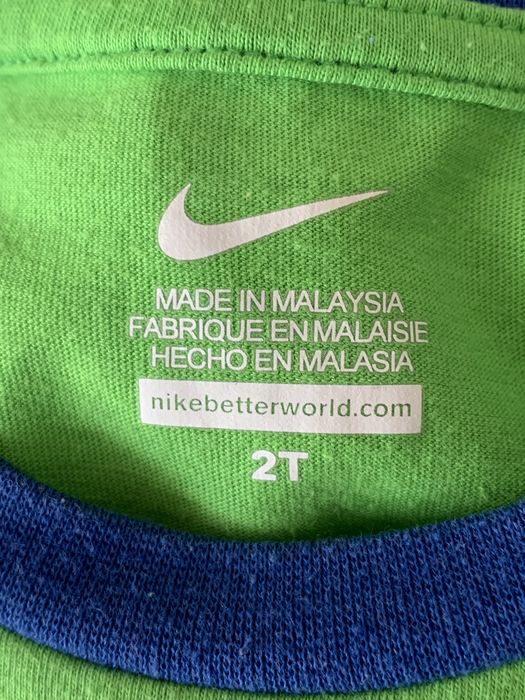 MADE IN MALAYSIA
FABRIQUE EN MALAISIE
HECHO EN MALASIA
nikebetterworld.com
2T